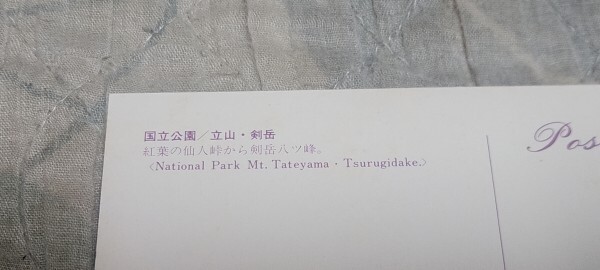 国立公園／立山・剣岳
紅葉の仙人峠から剣岳八ツ峰。
〈National Park Mt. Tateyama・Tsurugidake.〉
Pos